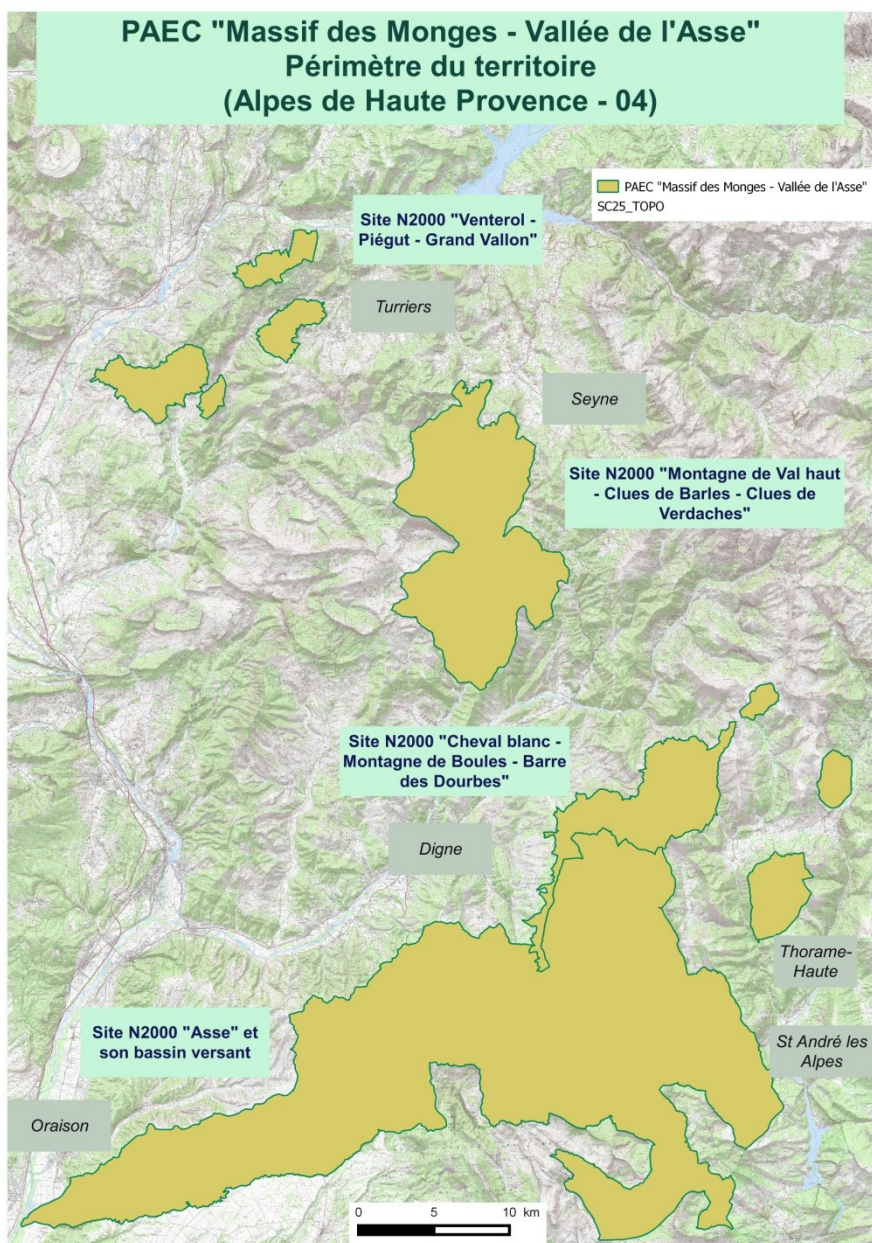 PAEC "Massif des Monges - Vallée de l'Asse"
Périmètre du territoire
(Alpes de Haute Provence - 04)
PAEC "Massif des Monges - Vallée de l'Asse"
SC25_TOPO
Site N2000 "Venterol -
Piégut - Grand Vallon"
Turriers
Seyne
Site N2000 "Montagne de Val haut
- Clues de Barles - Clues de
Verdaches"
Site N2000 "Cheval blanc -
Montagne de Boules - Barre
des Dourbes"
Digne
Thorame-
Haute
Site N2000 "Asse" et
son bassin versant
St André les
Alpes
Oraison
0 5 10 km